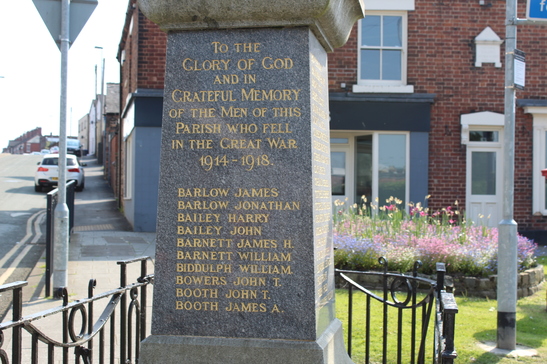 TO THE
GLORY OF GOD
AND IN
GRATEFUL MEMORY
OF THE MEN OF THIS
PARISH WHO FELL
IN THE GREAT WAR
1914-1918.
BARLOW JAMES
BARLOW JONATHAN
BAILEY HARRY
BAILEY JOHN
BARNETT JAMES H.
BARNETT WILLIAM
BIDDULPH WILLIAM.
BOWERS JOHN T.
BOOTH JOHN T.
BOOTH JAMES A.